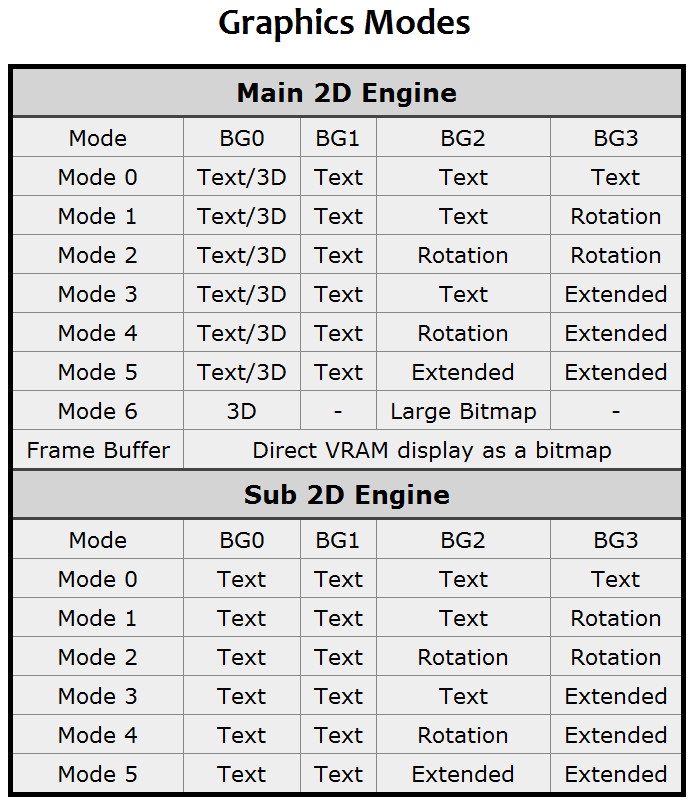 Graphics Modes
Main 2D Engine
Mode BG0 BG1 BG2 BG3
Mode 0 Text/3D Text Text Text
Mode 1 Text/3D Text Text Rotation
Mode 2 Text/3D Text Rotation Rotation
Mode 3 Text/3D Text Text Extended
Mode 4 Text/3D Text Rotation Extended
Mode 5 Text/3D Text Extended Extended
Mode 6 3D - Large Bitmap -
Frame Buffer Direct VRAM display as a bitmap
Sub 2D Engine
Mode BG0 BG1 BG2 BG3
Mode 0 Text Text Text Text
Mode 1 Text Text Text Rotation
Mode 2 Text Text Rotation Rotation
Mode 3 Text Text Text Extended
Mode 4 Text Text Rotation Extended
Mode 5 Text Text Extended Extended